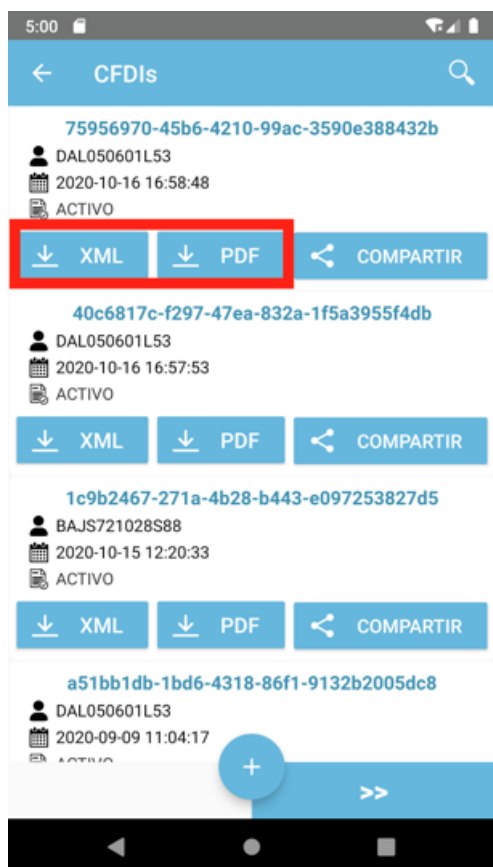 5:00
CFDIs
75956970-45b6-4210-99ac-3590e388432b
DAL050601L53
2020-10-16 16:58:48
ACTIVO
XML PDF COMPARTIR
40c6817c-f297-47ea-832a-1f5a3955f4db
DAL050601L53
2020-10-16 16:57:53
ACTIVO
XML PDF COMPARTIR
1c9b2467-271a-4b28-b443-e097253827d5
BAJS721028S88
2020-10-15 12:20:33
ACTIVO
XML PDF COMPARTIR
a51bb1db-1bd6-4318-86f1-9132b2005dc8
DAL050601L53
2020-09-09 11:04:17
+
>>